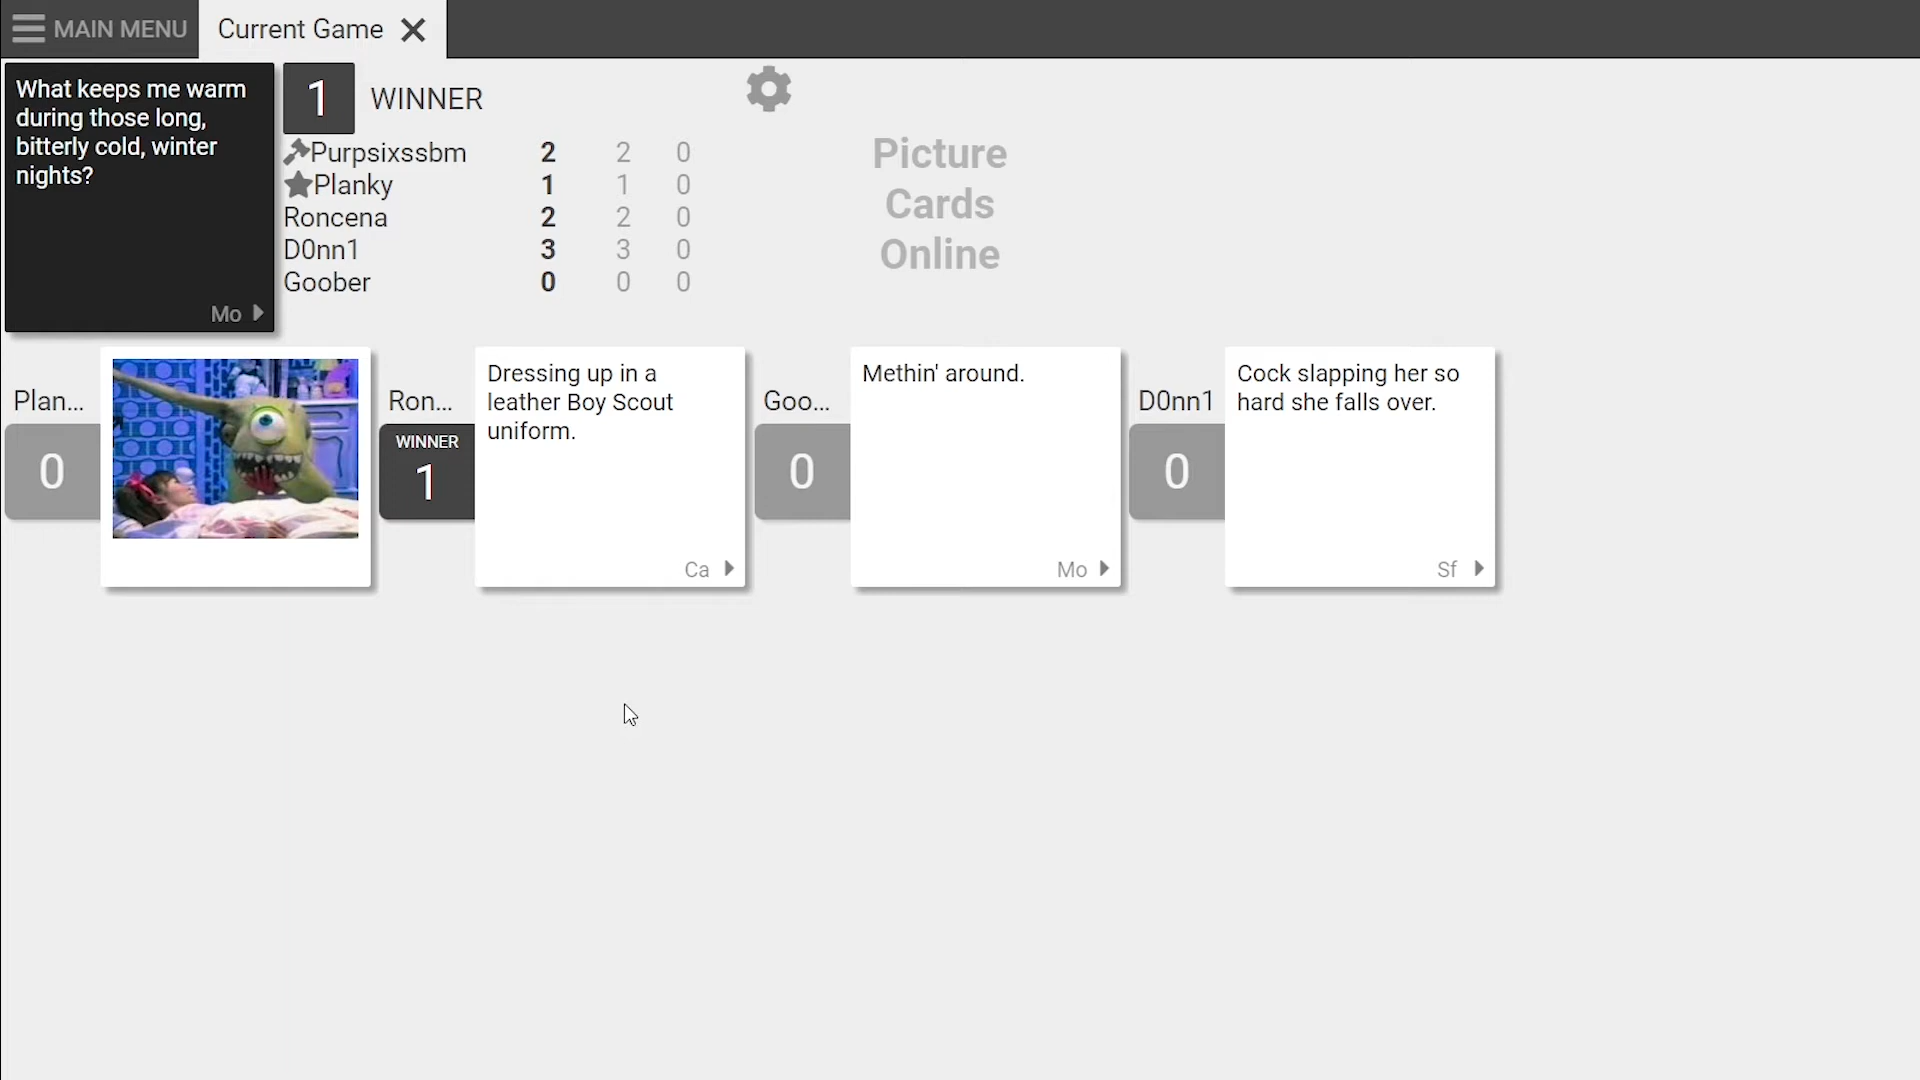 MAIN MENU
Current Game
What keeps me warm
during those long,
bitterly cold, winter
nights?
Mo
1 WINNER
Purpsixssbm 2 2 0
Planky 1 1 0
Roncena 2 2 0
D0nn1 3 3 0
Goober 0 0 0
Picture
Cards
Online
Plan...
0
Ron...
WINNER
1
Dressing up in a
leather Boy Scout
uniform.
Ca
Goo...
0
Methin' around.
Mo
D0nn1
0
Cock slapping her so
hard she falls over.
Sf